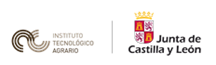 INSTITUTO
TECNOLÓGICO
AGRARIO
Junta de
Castilla y León